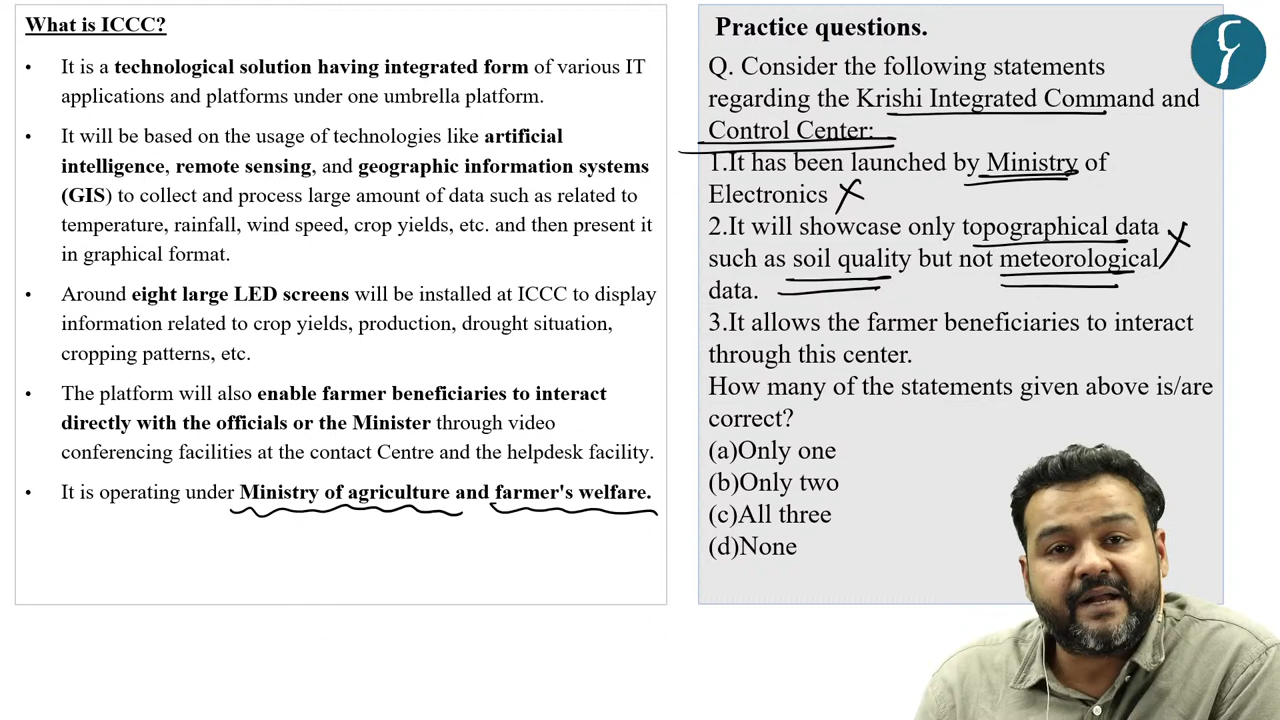 What is ICCC?
• It is a technological solution having integrated form of various IT
applications and platforms under one umbrella platform.
• It will be based on the usage of technologies like artificial
intelligence, remote sensing, and geographic information systems
(GIS) to collect and process large amount of data such as related to
temperature, rainfall, wind speed, crop yields, etc. and then present it
in graphical format.
• Around eight large LED screens will be installed at ICCC to display
information related to crop yields, production, drought situation,
cropping patterns, etc.
• The platform will also enable farmer beneficiaries to interact
directly with the officials or the Minister through video
conferencing facilities at the contact Centre and the helpdesk facility.
• It is operating under Ministry of agriculture and farmer's welfare.
Practice questions.
Q. Consider the following statements
regarding the Krishi Integrated Command and
Control Center:
1.It has been launched by Ministry of
Electronics
2.It will showcase only topographical data
such as soil quality but not meteorological
data.
3.It allows the farmer beneficiaries to interact
through this center.
How many of the statements given above is/are
correct?
(a)Only one
(b)Only two
(c)All three
(d)None